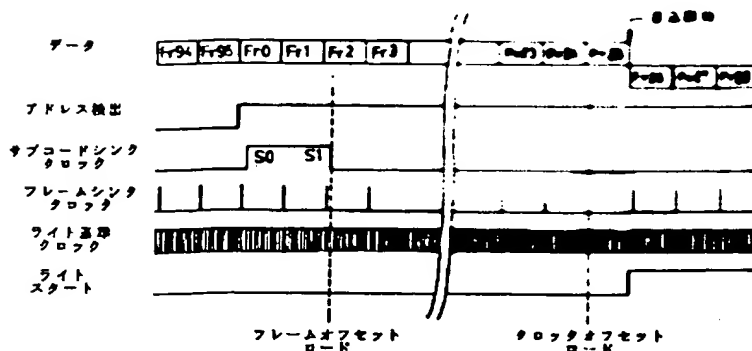 データ
Fr94 Fr95 Fr0 Fr1 Fr2 Fr3
アドレス検出
サブコードシンク
クロック
S0 S1
フレームシンク
クロック
ライト基準
クロック
ライト
スタート
フレームオフセット
ロード
クロックオフセット
ロード